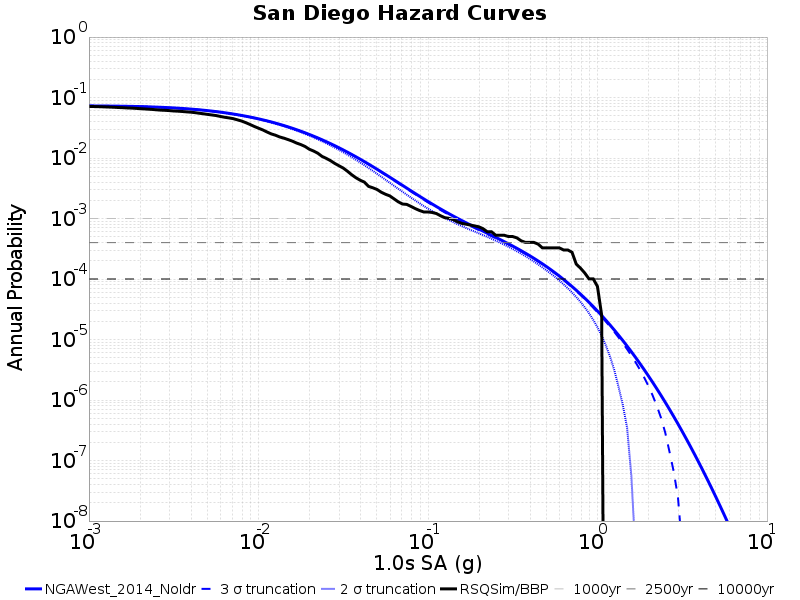 San Diego Hazard Curves
Annual Probability
10^0
10^-1
10^-2
10^-3
10^-4
10^-5
10^-6
10^-7
10^-8
10^-3 10^-2 10^-1 10^0 10^1
1.0s SA (g)
NGAWest_2014_NoIdr 3 σ truncation 2 σ truncation RSQSim/BBP 1000yr 2500yr 10000yr